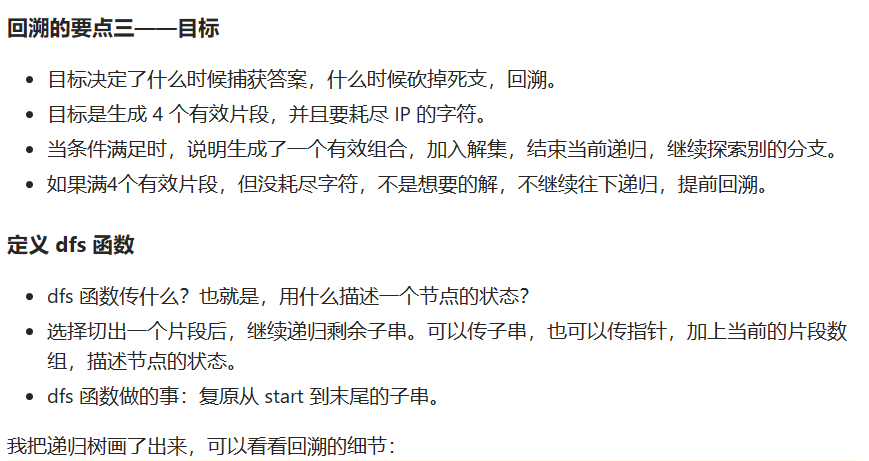 回溯的要点三——目标
目标决定了什么时候捕获答案，什么时候砍掉死支，回溯。
目标是生成 4 个有效片段，并且要耗尽 IP 的字符。
当条件满足时，说明生成了一个有效组合，加入解集，结束当前递归，继续探索别的分支。
如果满4个有效片段，但没耗尽字符，不是想要的解，不继续往下递归，提前回溯。
定义 dfs 函数
dfs 函数传什么？也就是，用什么描述一个节点的状态？
选择切出一个片段后，继续递归剩余子串。可以传子串，也可以传指针，加上当前的片段数
组，描述节点的状态。
dfs 函数做的事：复原从 start 到末尾的子串。
我把递归树画了出来，可以看看回溯的细节：